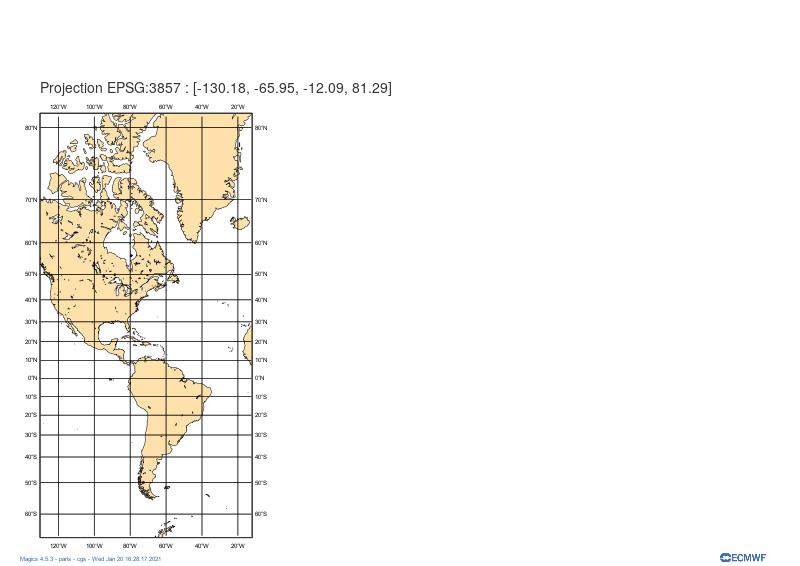 Projection EPSG:3857 : [-130.18, -65.95, -12.09, 81.29]
120°W 100°W 80°W 60°W 40°W 20°W
80°N 80°N
70°N 70°N
60°N 60°N
50°N 50°N
40°N 40°N
30°N 30°N
20°N 20°N
10°N 10°N
0°N 0°N
10°S 10°S
20°S 20°S
30°S 30°S
40°S 40°S
50°S 50°S
60°S 60°S
120°W 100°W 80°W 60°W 40°W 20°W
Magics 4.5.3 - paris - cgs - Wed Jan 20 16:28:17 2021
ECMWF